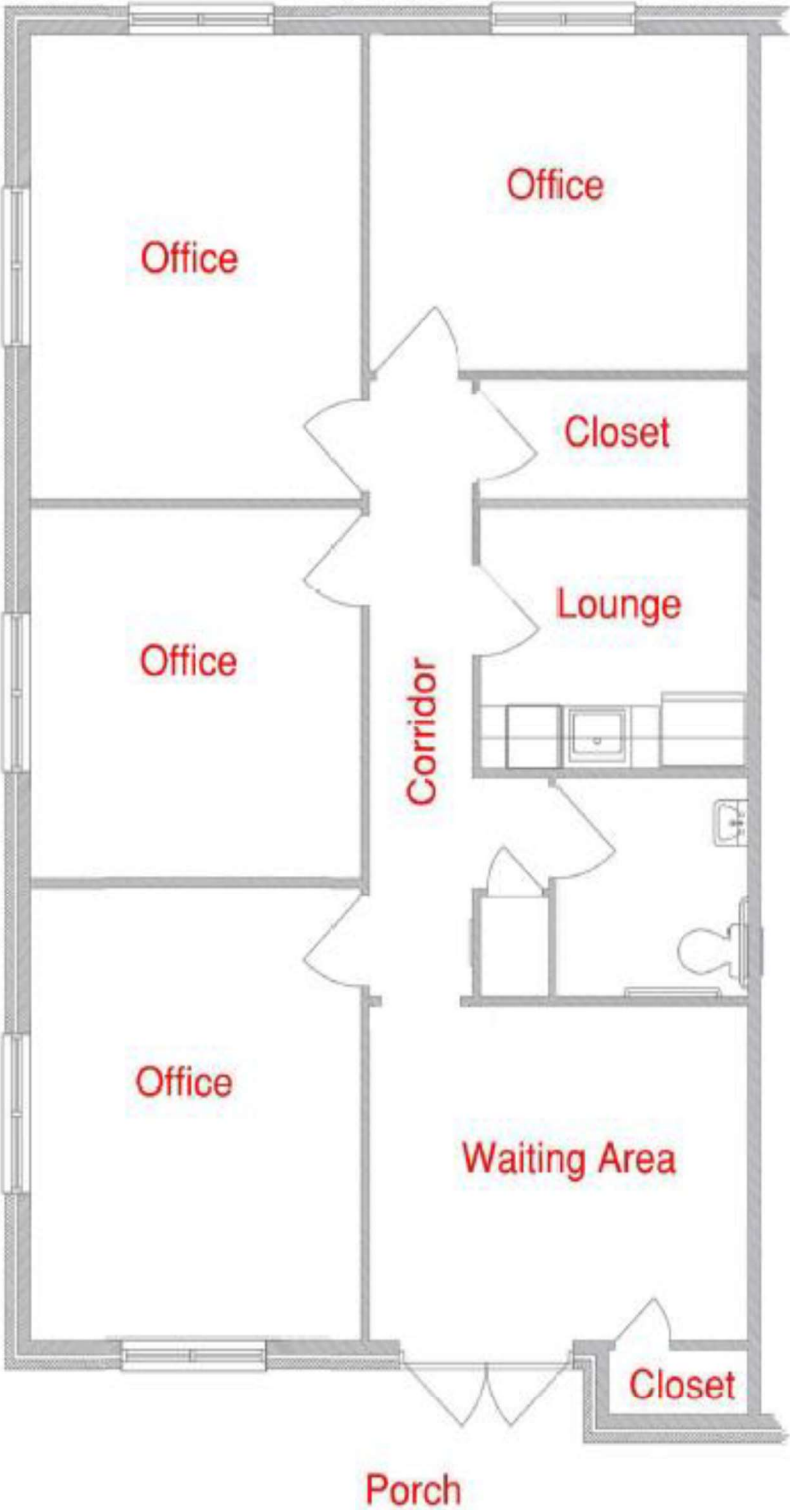 Office
Office
Closet
Lounge
Office
Corridor
Office
Waiting Area
Closet
Porch